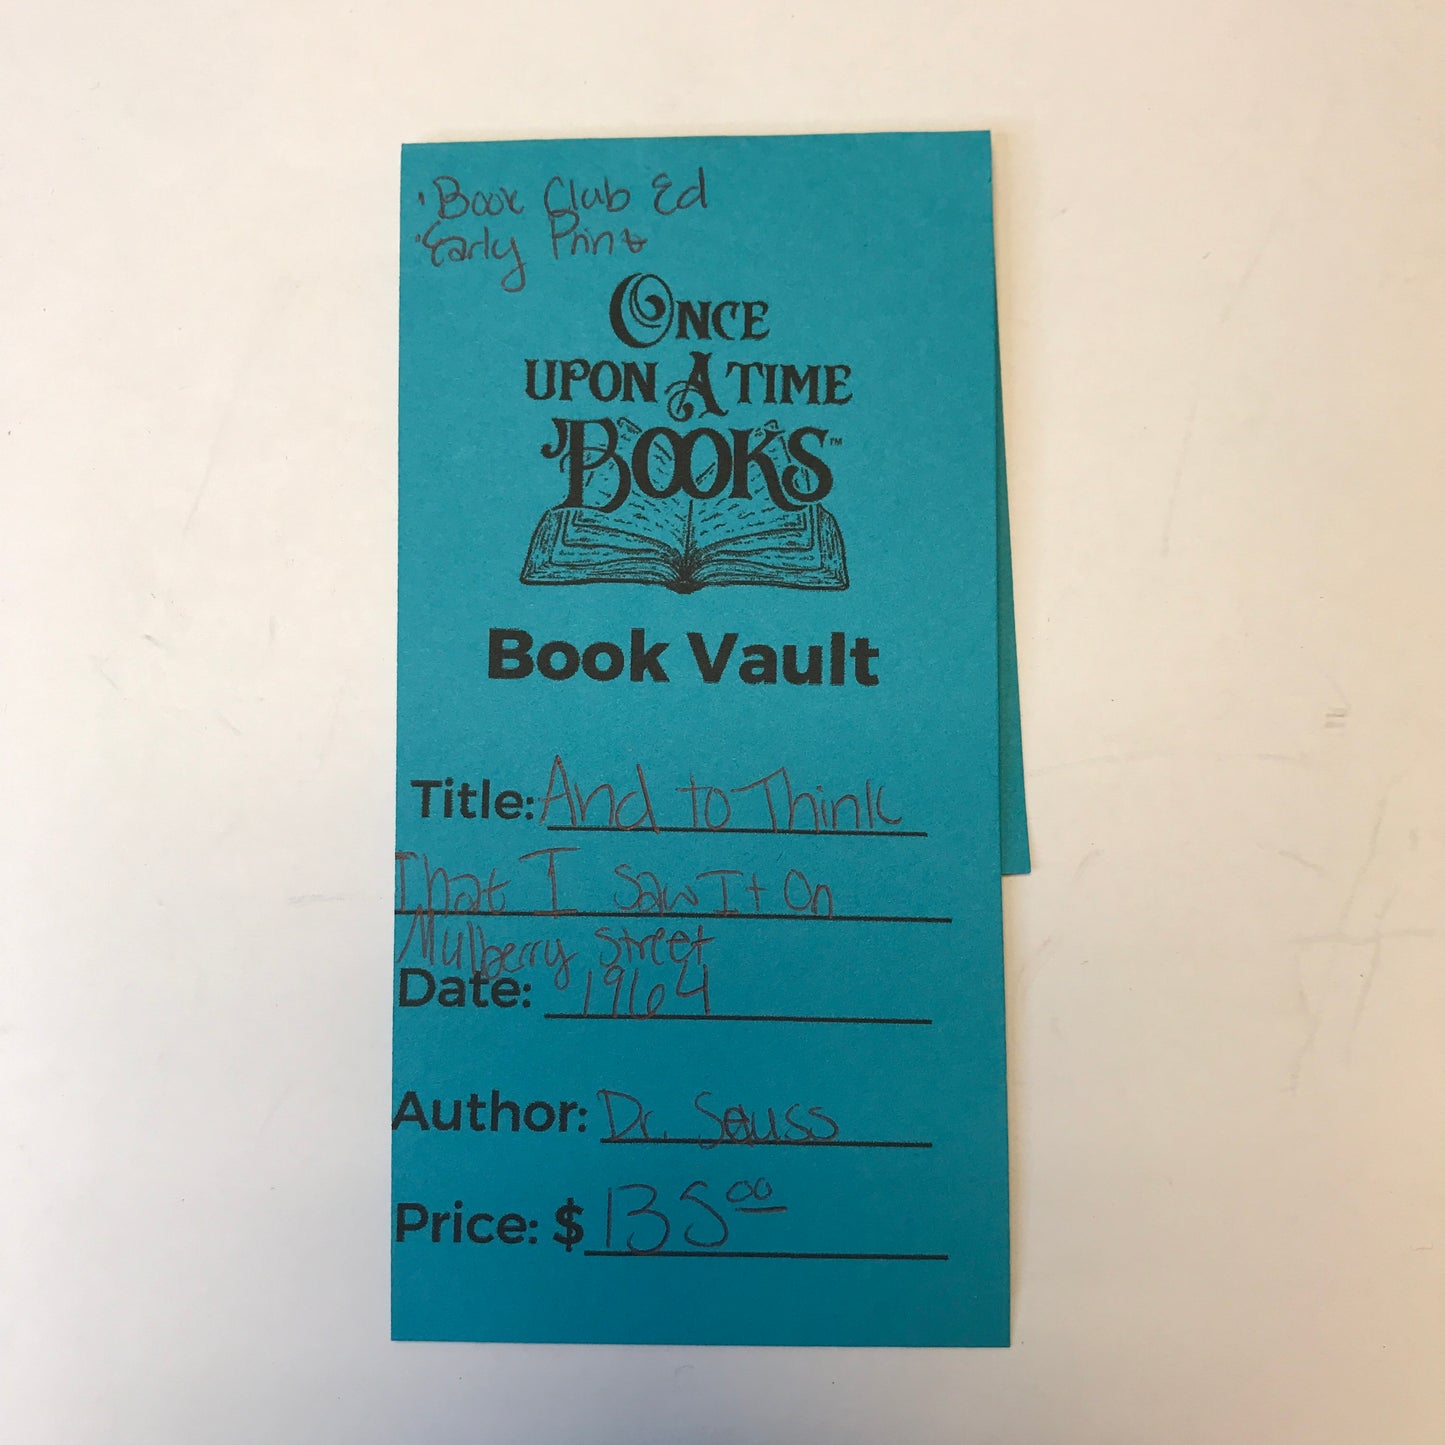 ·Book Club Ed
·Early Print
ONCE
UPON A TIME
BOOKS™
Book Vault
Title: And to Think
That I Saw It On
Mulberry Street
Date: 1964
Author: Dr. Seuss
Price: $135.00